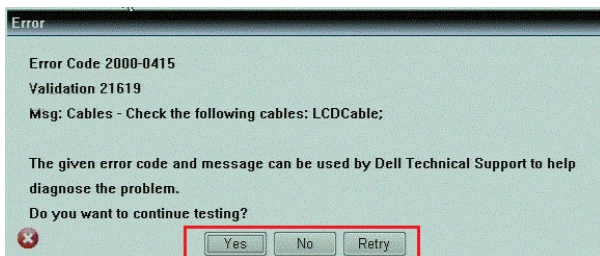 Error
Error Code 2000-0415
Validation 21619
Msg: Cables - Check the following cables: LCDCable;
The given error code and message can be used by Dell Technical Support to help
diagnose the problem.
Do you want to continue testing?
Yes No Retry